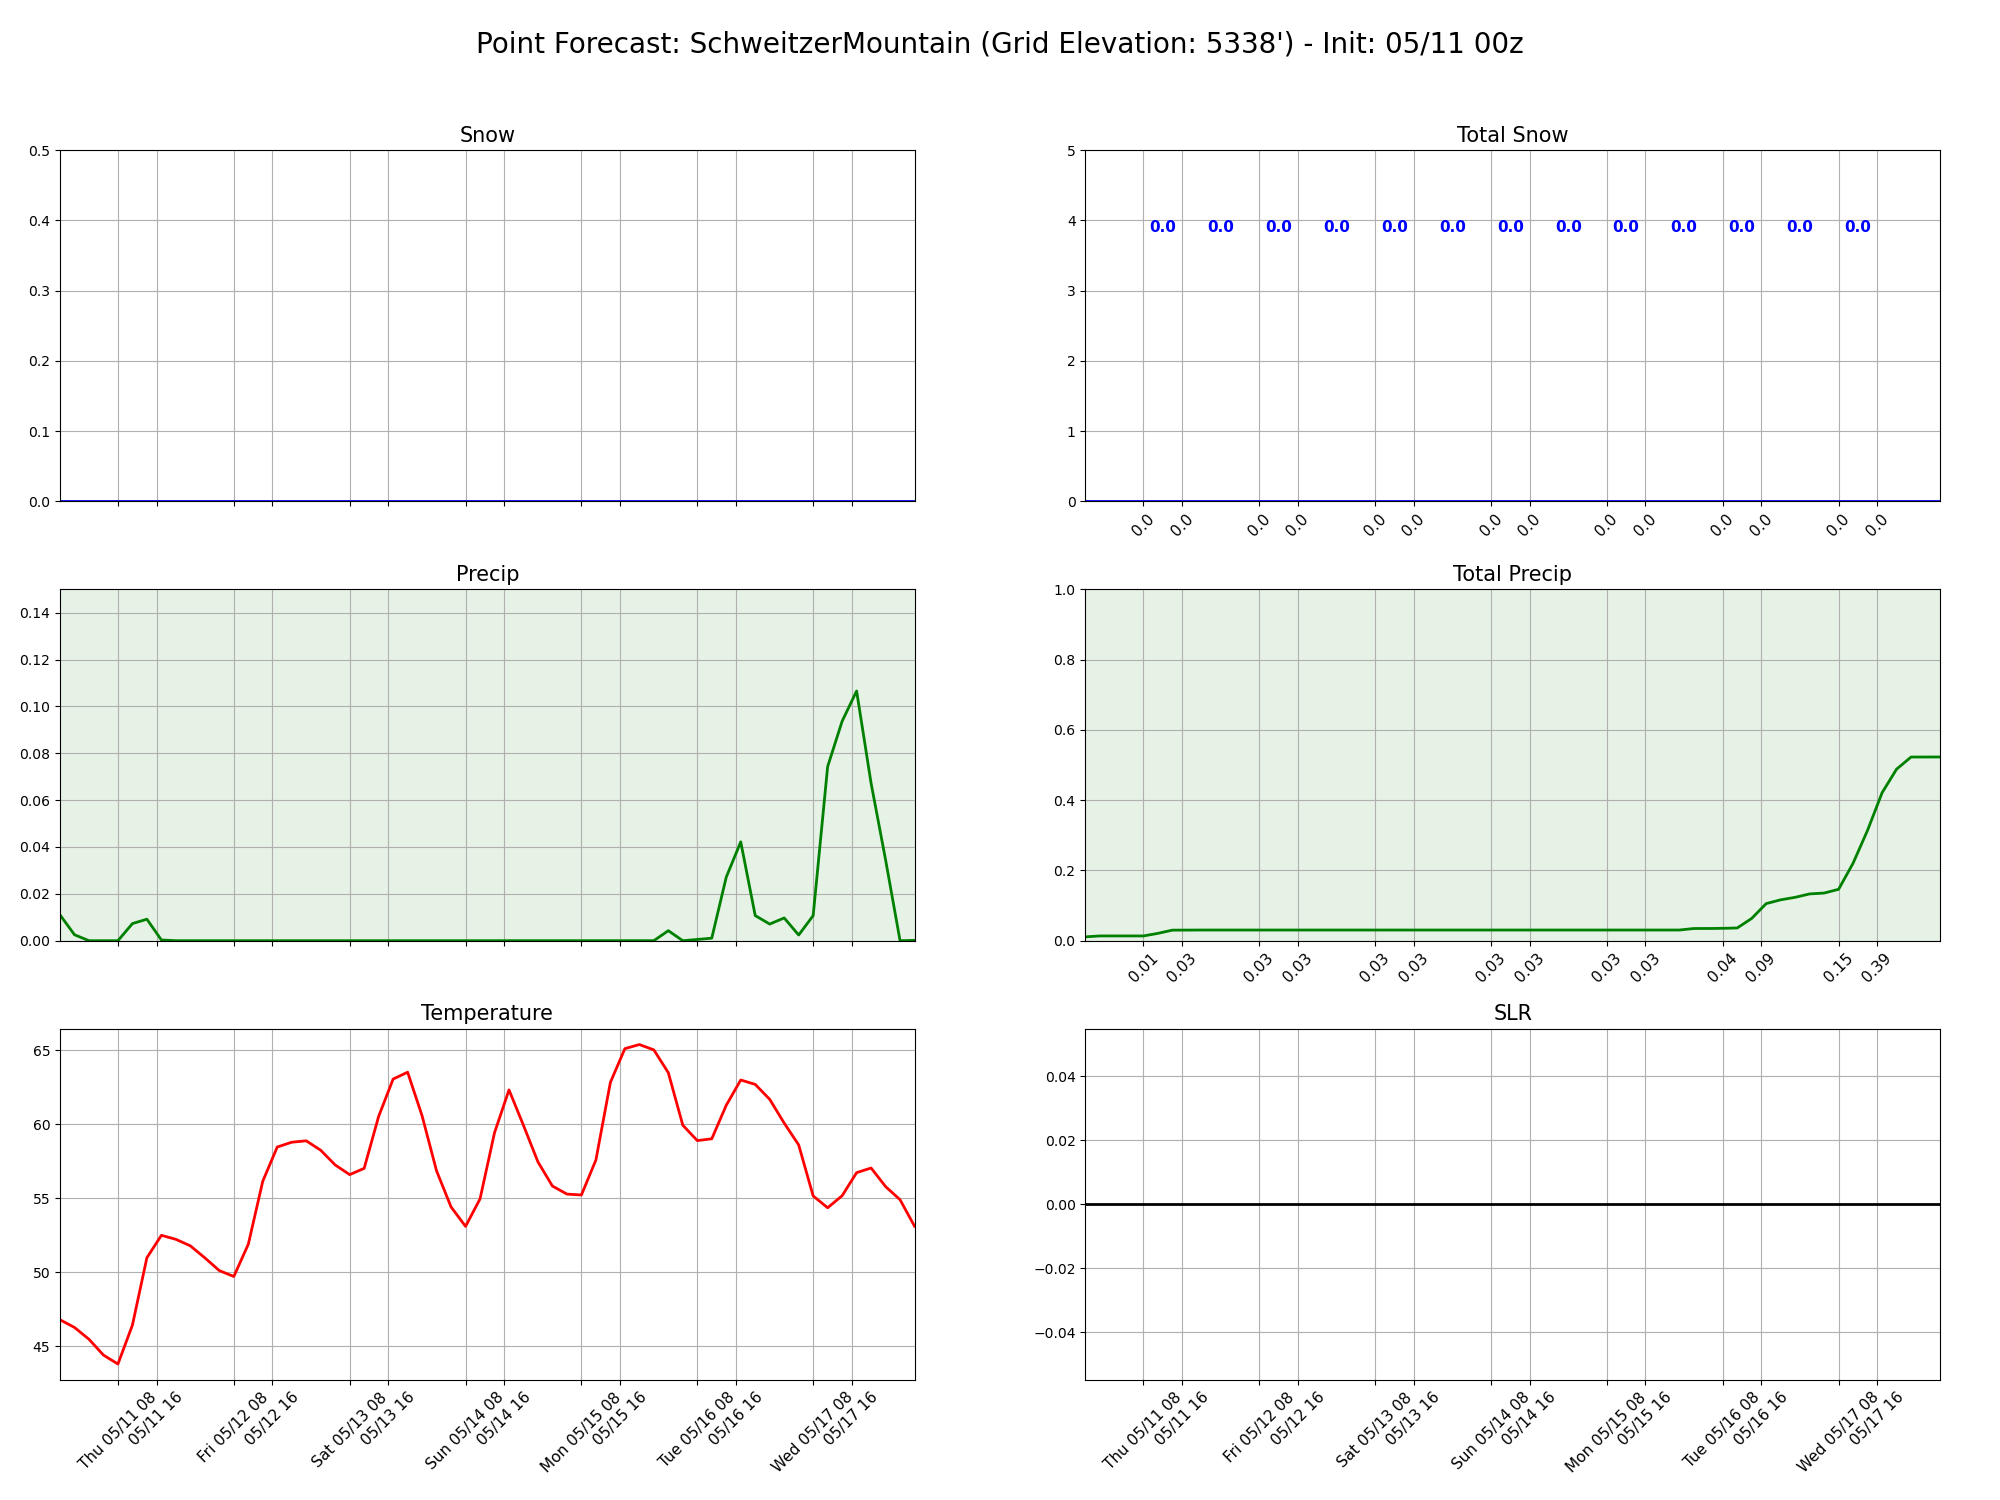 Point Forecast: SchweitzerMountain (Grid Elevation: 5338') - Init: 05/11 00z
Snow
0.5
0.4
0.3
0.2
0.1
0.0
Total Snow
5
4
3
2
1
0
0.0 0.0 0.0 0.0 0.0 0.0 0.0 0.0 0.0 0.0 0.0 0.0 0.0
0.0 0.0 0.0 0.0 0.0 0.0 0.0 0.0 0.0 0.0 0.0 0.0 0.0 0.0
Precip
0.14
0.12
0.10
0.08
0.06
0.04
0.02
0.00
Total Precip
1.0
0.8
0.6
0.4
0.2
0.0
0.01 0.03 0.03 0.03 0.03 0.03 0.03 0.03 0.03 0.03 0.04 0.09 0.15 0.39
Temperature
65
60
55
50
45
Thu 05/11 08
05/11 16
Fri 05/12 08
05/12 16
Sat 05/13 08
05/13 16
Sun 05/14 08
05/14 16
Mon 05/15 08
05/15 16
Tue 05/16 08
05/16 16
Wed 05/17 08
05/17 16
SLR
0.04
0.02
0.00
−0.02
−0.04
Thu 05/11 08
05/11 16
Fri 05/12 08
05/12 16
Sat 05/13 08
05/13 16
Sun 05/14 08
05/14 16
Mon 05/15 08
05/15 16
Tue 05/16 08
05/16 16
Wed 05/17 08
05/17 16